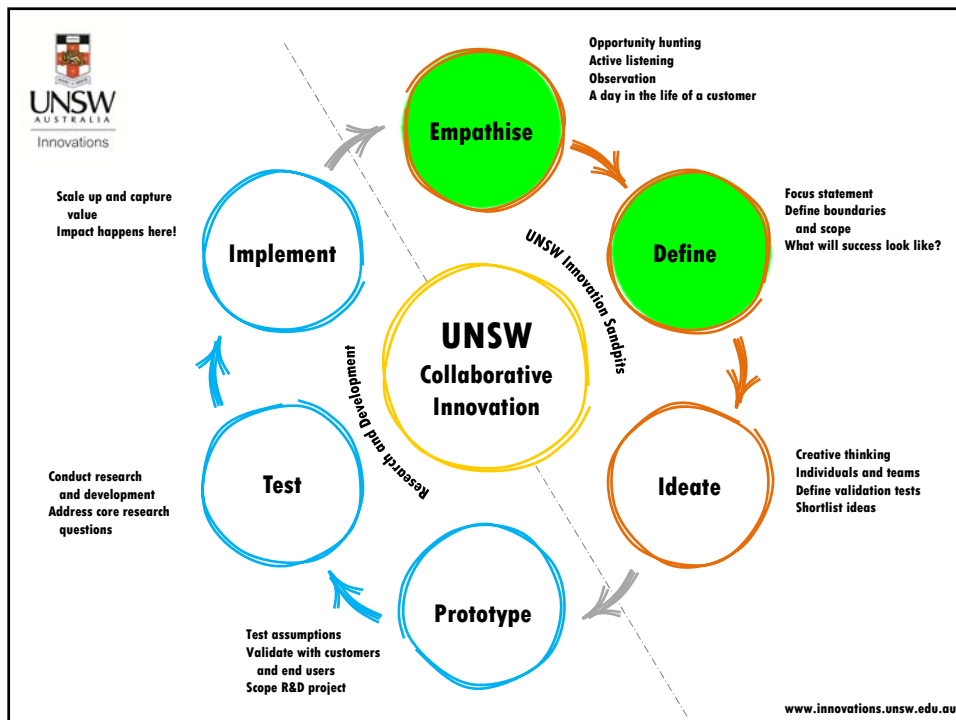 UNSW
AUSTRALIA
Innovations
Opportunity hunting
Active listening
Observation
A day in the life of a customer
Empathise
Focus statement
Define boundaries
and scope
What will success look like?
Define
UNSW Innovation Sandpits
Creative thinking
Individuals and teams
Define validation tests
Shortlist ideas
Ideate
Prototype
Test assumptions
Validate with customers
and end users
Scope R&D project
Test
Conduct research
and development
Address core research
questions
Research and Development
Implement
Scale up and capture
value
Impact happens here!
UNSW
Collaborative
Innovation
www.innovations.unsw.edu.au